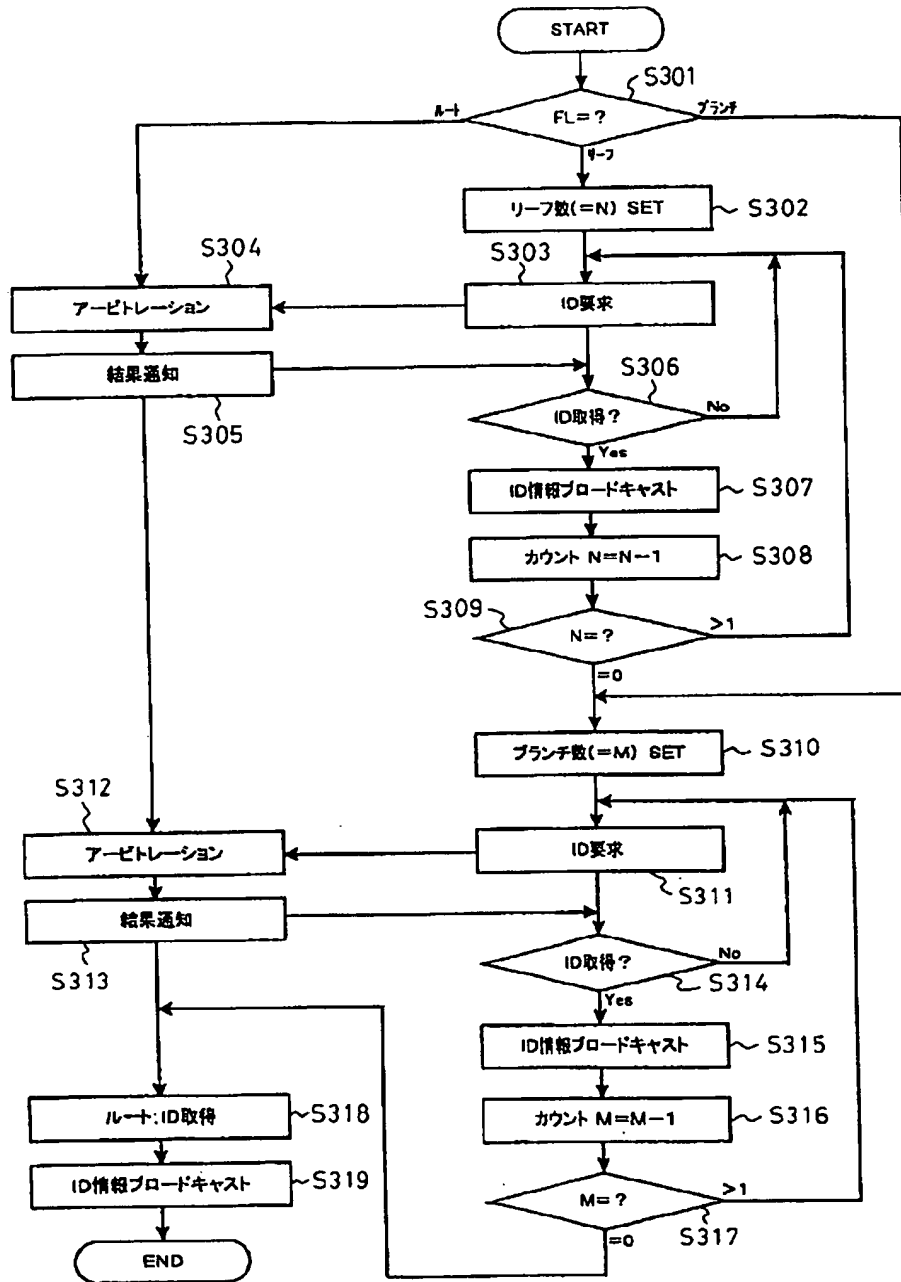 START
S301
ルート
FL=?
ブランチ
リーフ
リーフ数(=N) SET
S302
S304
S303
アービトレーション
ID要求
結果通知
S306
S305
ID取得?
No
Yes
ID情報ブロードキャスト
S307
カウント N=N-1
S308
S309
N=?
>1
=0
ブランチ数(=M) SET
S310
S312
アービトレーション
ID要求
S311
結果通知
S313
ID取得?
No
S314
Yes
ID情報ブロードキャスト
S315
ルート:ID取得
S318
カウント M=M-1
S316
ID情報ブロードキャスト
S319
M=?
>1
S317
=0
END